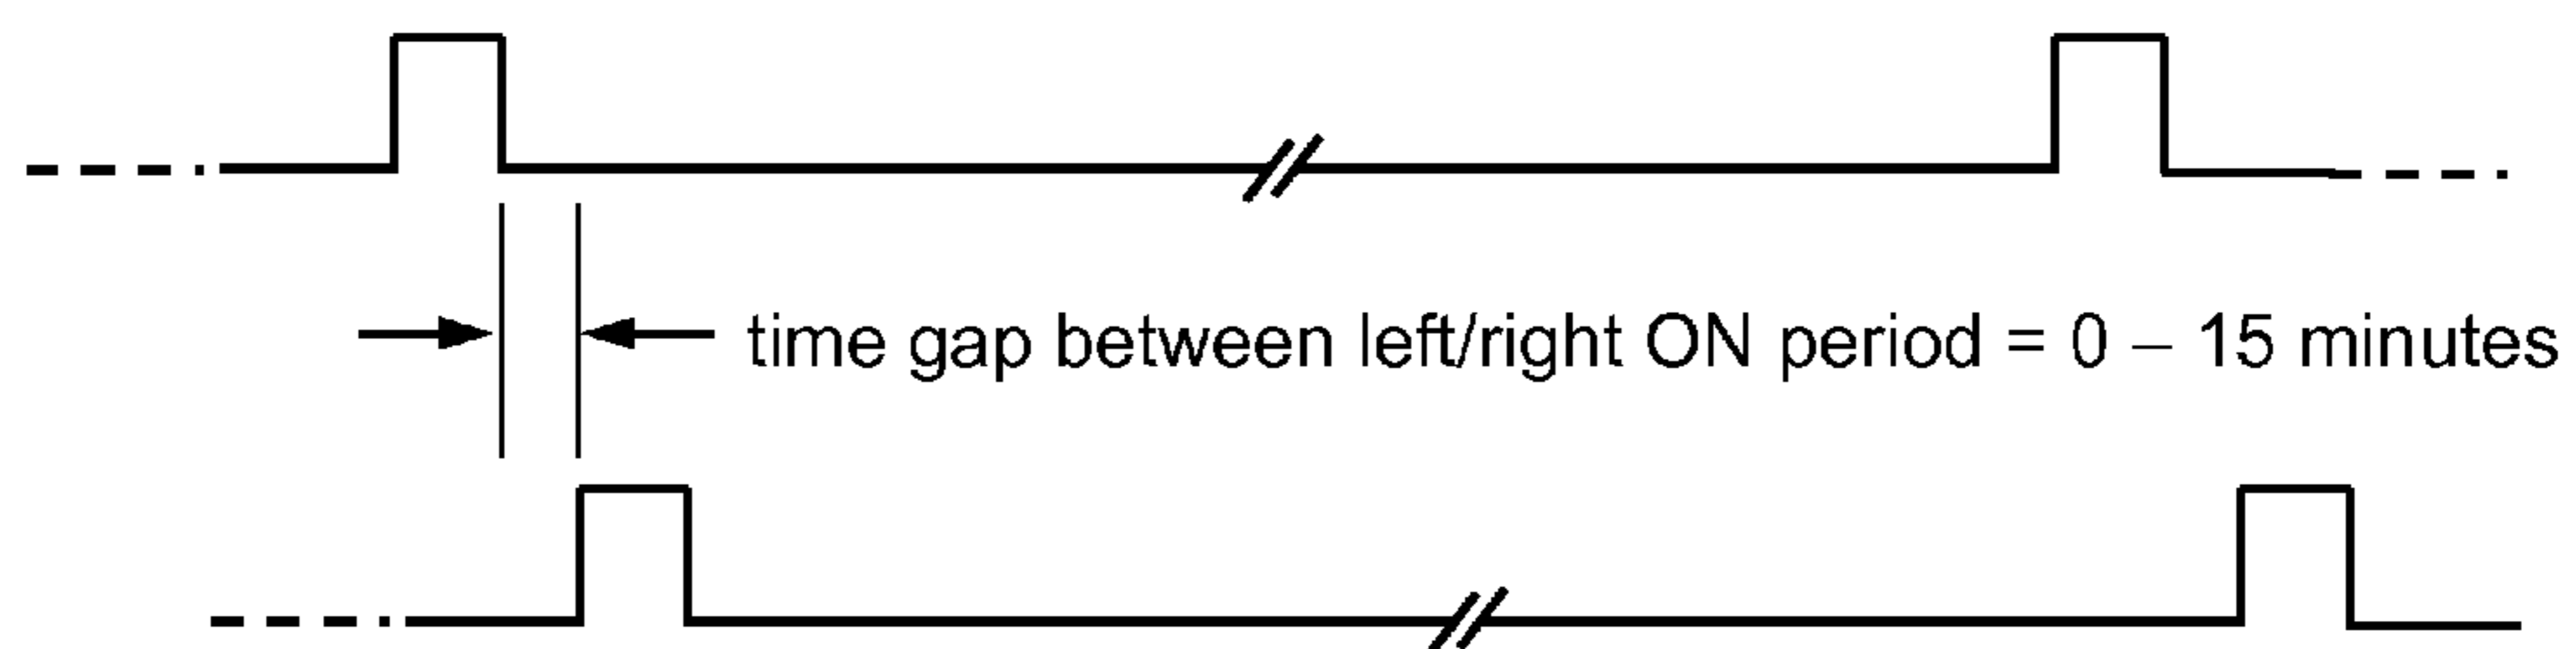 time gap between left/right ON period = 0 – 15 minutes